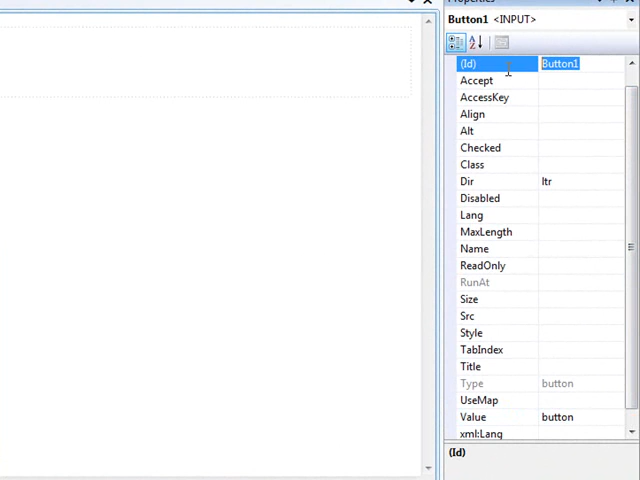 Properties
Button1 <INPUT>
(Id) Button1
Accept
AccessKey
Align
Alt
Checked
Class
Dir ltr
Disabled
Lang
MaxLength
Name
ReadOnly
RunAt
Size
Src
Style
TabIndex
Title
Type button
UseMap
Value button
xml:Lang
(Id)